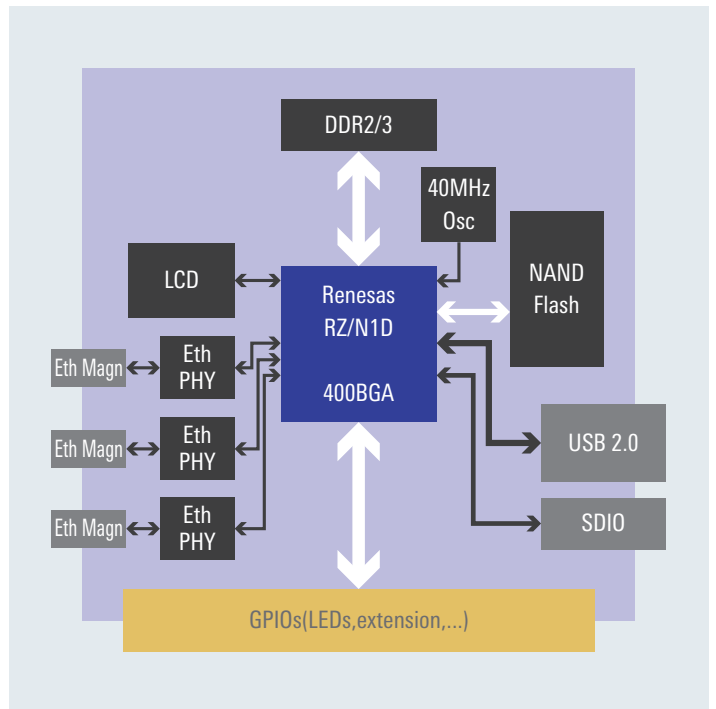 DDR2/3
40MHz
Osc
LCD
Renesas
RZ/N1D
400BGA
NAND
Flash
Eth Magn
Eth
PHY
Eth Magn
Eth
PHY
Eth Magn
Eth
PHY
USB 2.0
SDIO
GPIOs(LEDs,extension,...)